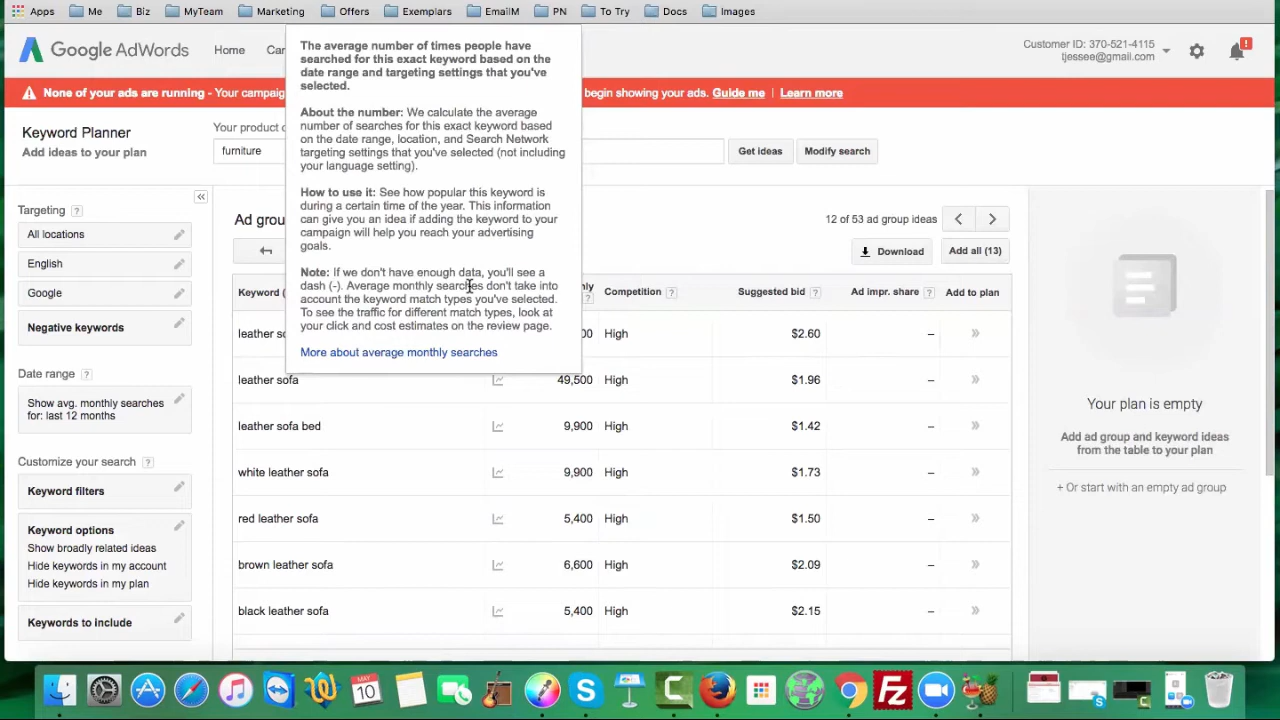 Apps Me Biz MyTeam Marketing Offers Exemplars EmailM PN To Try Docs Images
Google AdWords Home
Customer ID: 370-521-4115
tjessee@gmail.com
None of your ads are running - Your campaig
begin showing your ads. Guide me | Learn more
Keyword Planner
Add ideas to your plan
furniture
Get ideas Modify search
The average number of times people have
searched for this exact keyword based on the
date range and targeting settings that you've
selected.
About the number: We calculate the average
number of searches for this exact keyword based
on the date range, location, and Search Network
targeting settings that you've selected (not including
your language setting).
How to use it: See how popular this keyword is
during a certain time of the year. This information
can give you an idea if adding the keyword to your
campaign will help you reach your advertising
goals.
Note: If we don't have enough data, you'll see a
dash (-). Average monthly searches don't take into
account the keyword match types you've selected.
To see the traffic for different match types, look at
your click and cost estimates on the review page.
More about average monthly searches
Targeting ?
All locations
English
Google
Negative keywords
Date range ?
Show avg. monthly searches
for: last 12 months
Customize your search ?
Keyword filters
Keyword options
Show broadly related ideas
Hide keywords in my account
Hide keywords in my plan
Keywords to include
12 of 53 ad group ideas
Download Add all (13)
Competition ? Suggested bid ? Ad impr. share ? Add to plan
High $2.60 –
leather sofa 49,500 High $1.96 –
leather sofa bed 9,900 High $1.42 –
white leather sofa 9,900 High $1.73 –
red leather sofa 5,400 High $1.50 –
brown leather sofa 6,600 High $2.09 –
black leather sofa 5,400 High $2.15 –
Your plan is empty
Add ad group and keyword ideas
from the table to your plan
+ Or start with an empty ad group
MAY
10